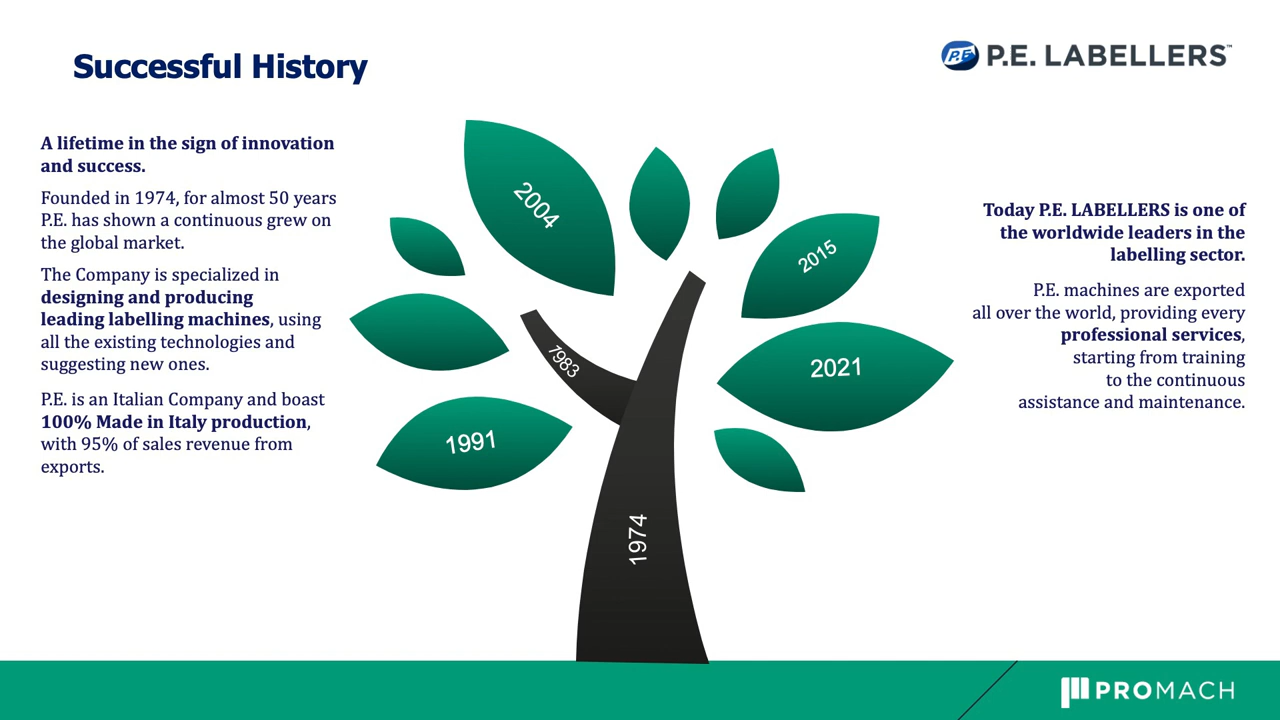 Successful History
P.E. LABELLERS™
A lifetime in the sign of innovation
and success.
Founded in 1974, for almost 50 years
P.E. has shown a continuous grew on
the global market.
The Company is specialized in
designing and producing
leading labelling machines, using
all the existing technologies and
suggesting new ones.
P.E. is an Italian Company and boast
100% Made in Italy production,
with 95% of sales revenue from
exports.
2004
2015
1983
2021
1991
1974
Today P.E. LABELLERS is one of
the worldwide leaders in the
labelling sector.
P.E. machines are exported
all over the world, providing every
professional services,
starting from training
to the continuous
assistance and maintenance.
PROMACH